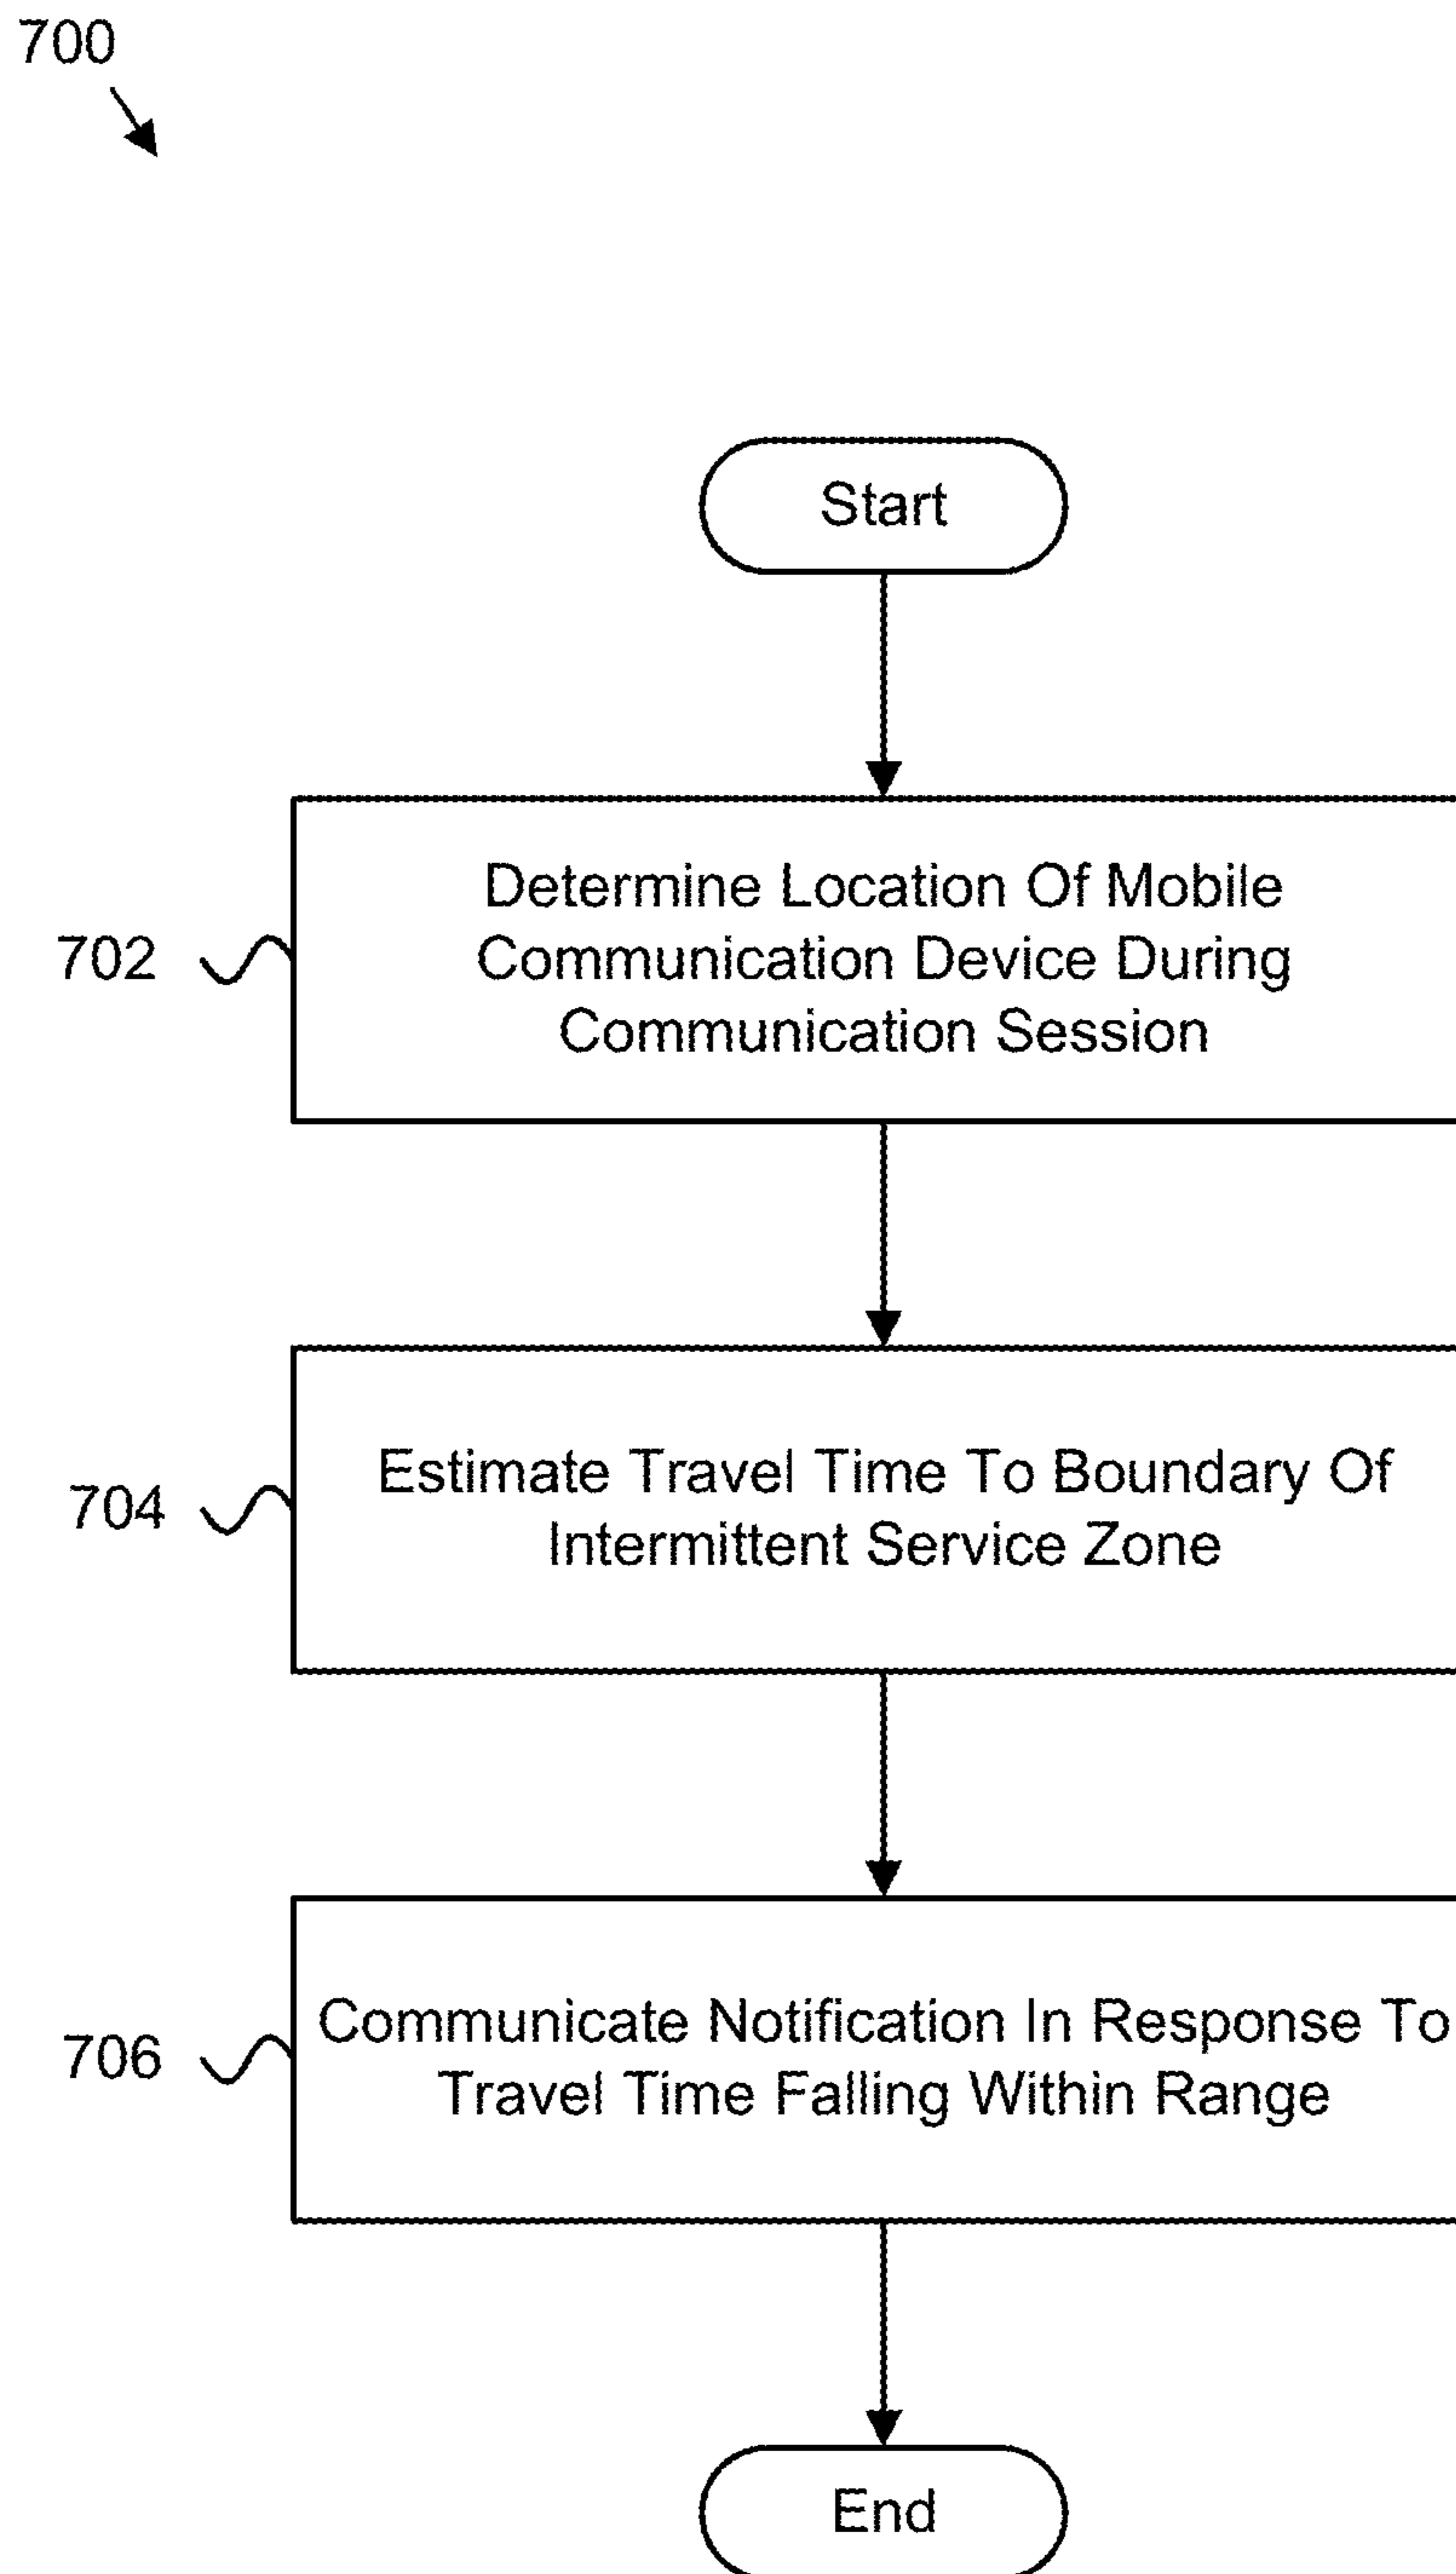 700
Start
702
Determine Location Of Mobile
Communication Device During
Communication Session
704
Estimate Travel Time To Boundary Of
Intermittent Service Zone
706
Communicate Notification In Response To
Travel Time Falling Within Range
End